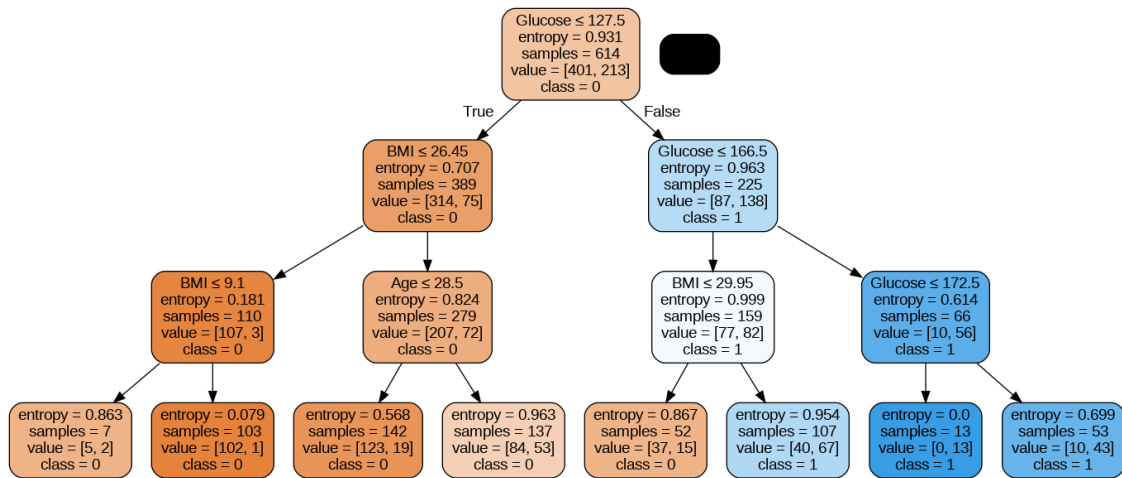 Glucose ≤ 127.5
entropy = 0.931
samples = 614
value = [401, 213]
class = 0
True
False
BMI ≤ 26.45
entropy = 0.707
samples = 389
value = [314, 75]
class = 0
Glucose ≤ 166.5
entropy = 0.963
samples = 225
value = [87, 138]
class = 1
BMI ≤ 9.1
entropy = 0.181
samples = 110
value = [107, 3]
class = 0
Age ≤ 28.5
entropy = 0.824
samples = 279
value = [207, 72]
class = 0
BMI ≤ 29.95
entropy = 0.999
samples = 159
value = [77, 82]
class = 1
Glucose ≤ 172.5
entropy = 0.614
samples = 66
value = [10, 56]
class = 1
entropy = 0.863
samples = 7
value = [5, 2]
class = 0
entropy = 0.079
samples = 103
value = [102, 1]
class = 0
entropy = 0.568
samples = 142
value = [123, 19]
class = 0
entropy = 0.963
samples = 137
value = [84, 53]
class = 0
entropy = 0.867
samples = 52
value = [37, 15]
class = 0
entropy = 0.954
samples = 107
value = [40, 67]
class = 1
entropy = 0.0
samples = 13
value = [0, 13]
class = 1
entropy = 0.699
samples = 53
value = [10, 43]
class = 1